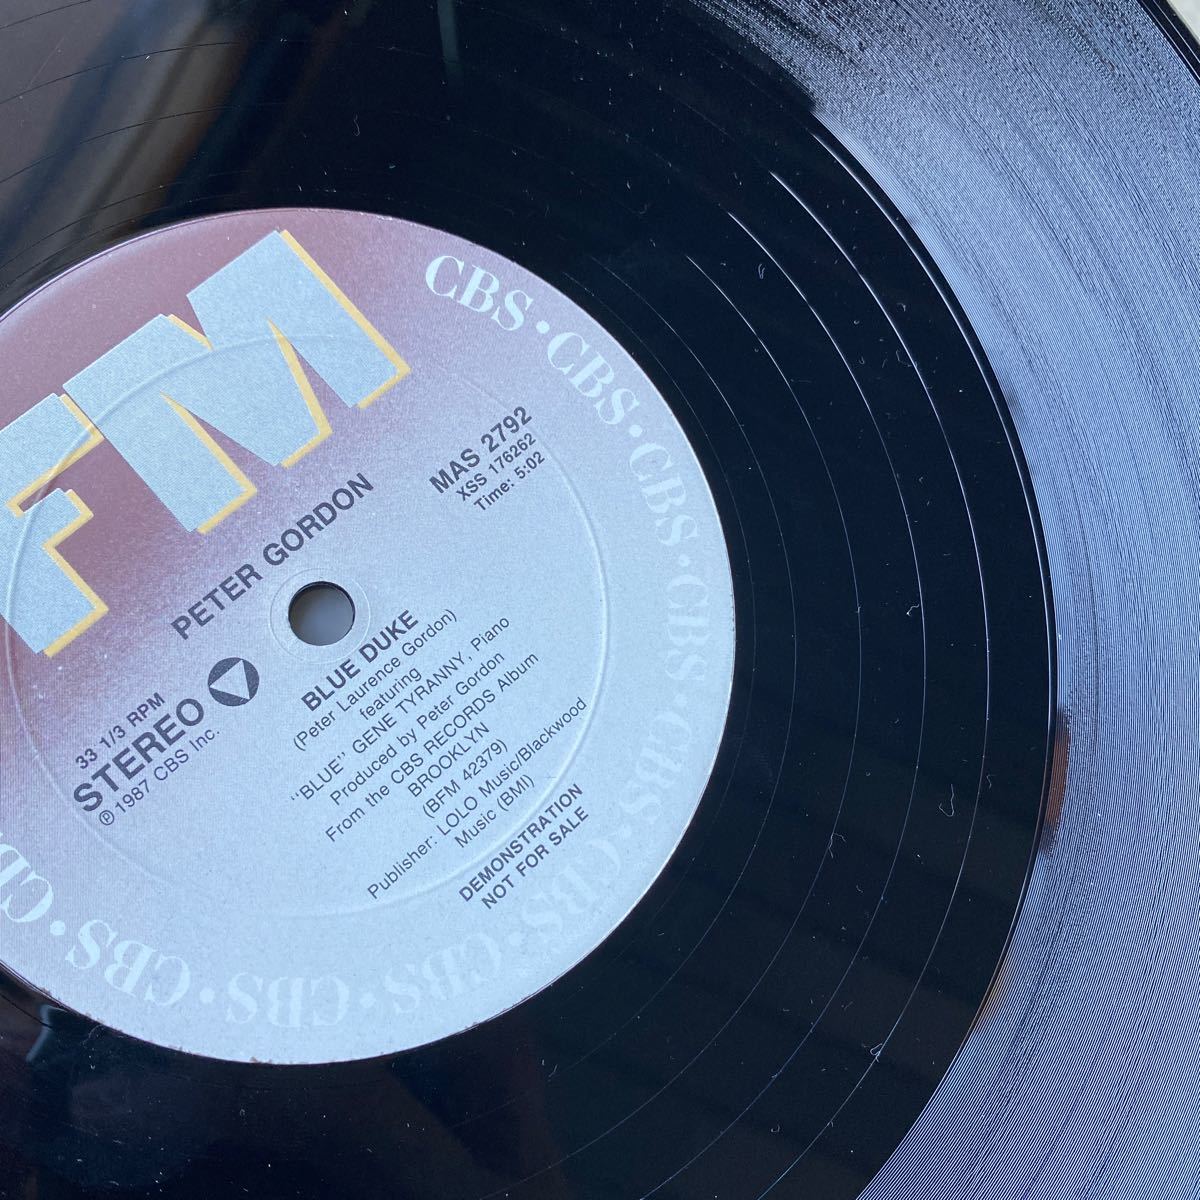 FM
CBS · CBS · CBS · CBS · CBS · CBS · CBS · CBS · CBS · CBS · CBS · CBS
PETER GORDON
MAS 2792
XSS 176262
Time: 5:02
33 1/3 RPM
STEREO
℗ 1987 CBS Inc.
BLUE DUKE
(Peter Laurence Gordon)
featuring
"BLUE" GENE TYRANNY, Piano
Produced by Peter Gordon
From the CBS RECORDS Album
BROOKLYN
(BFM 42379)
Publisher: LOLO Music/Blackwood
Music (BMI)
DEMONSTRATION
NOT FOR SALE